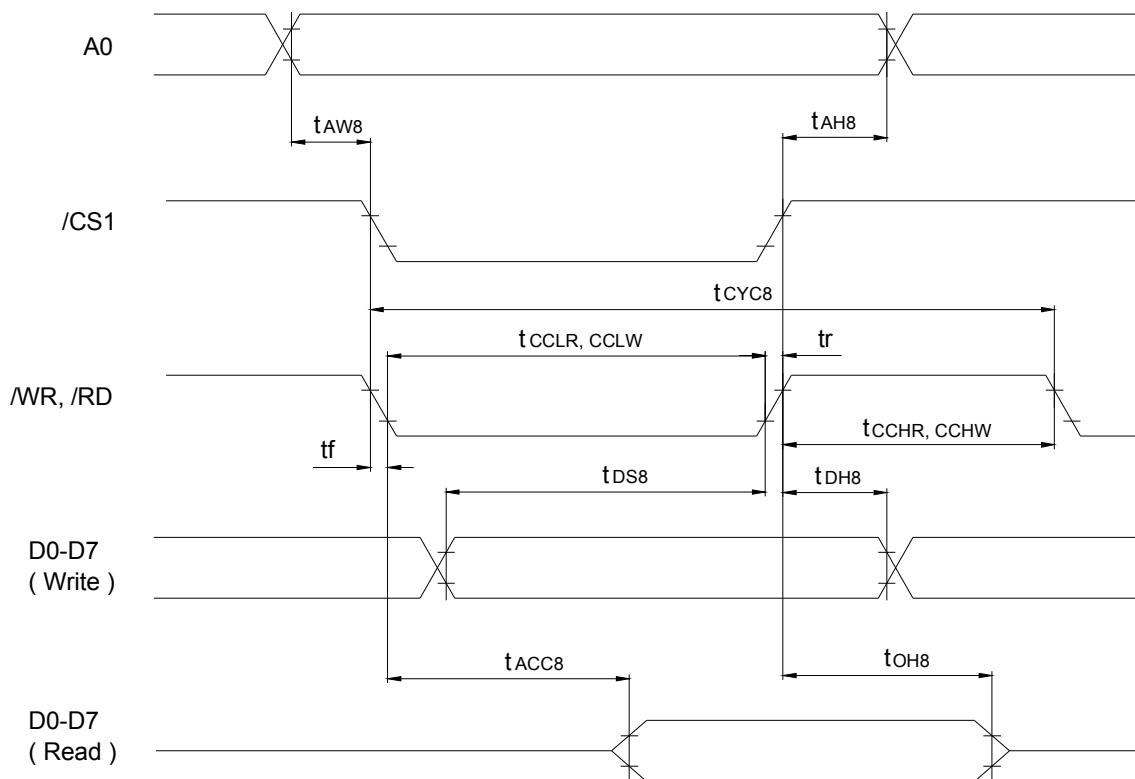 A0
tAW8
tAH8
/CS1
tCYC8
tCCLR, CCLW
tr
/WR, /RD
tCCHR, CCHW
tf
tDS8
tDH8
D0-D7
( Write )
tACC8
tOH8
D0-D7
( Read )